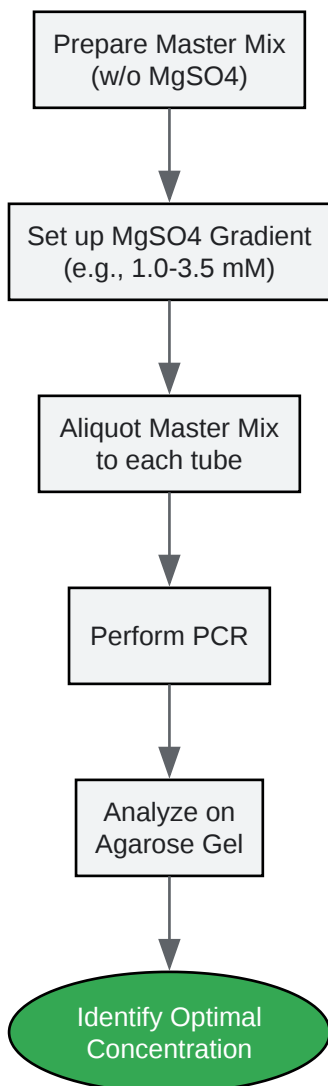 Prepare Master Mix
(w/o MgSO4)
Set up MgSO4 Gradient
(e.g., 1.0-3.5 mM)
Aliquot Master Mix
to each tube
Perform PCR
Analyze on
Agarose Gel
Identify Optimal
Concentration